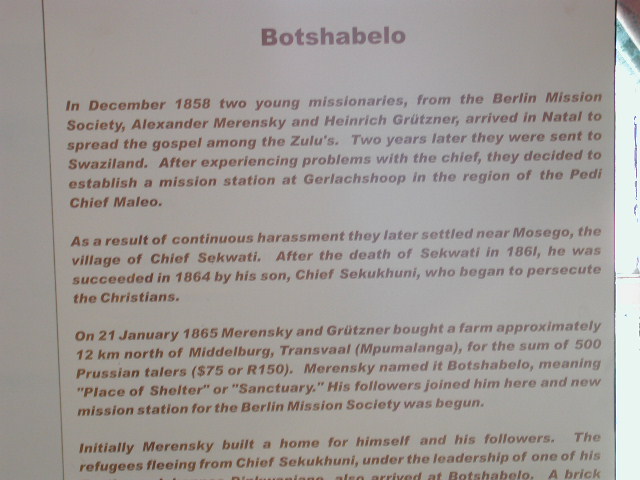 Botshabelo
In December 1858 two young missionaries, from the Berlin Mission
Society, Alexander Merensky and Heinrich Grützner, arrived in Natal to
spread the gospel among the Zulu's. Two years later they were sent to
Swaziland. After experiencing problems with the chief, they decided to
establish a mission station at Gerlachshoop in the region of the Pedi
Chief Maleo.
As a result of continuous harassment they later settled near Mosego, the
village of Chief Sekwati. After the death of Sekwati in 186l, he was
succeeded in 1864 by his son, Chief Sekukhuni, who began to persecute
the Christians.
On 21 January 1865 Merensky and Grützner bought a farm approximately
12 km north of Middelburg, Transvaal (Mpumalanga), for the sum of 500
Prussian talers ($75 or R150). Merensky named it Botshabelo, meaning
"Place of Shelter" or "Sanctuary." His followers joined him here and new
mission station for the Berlin Mission Society was begun.
Initially Merensky built a home for himself and his followers. The
refugees fleeing from Chief Sekukhuni, under the leadership of one of his
also arrived at Botshabelo. A brick